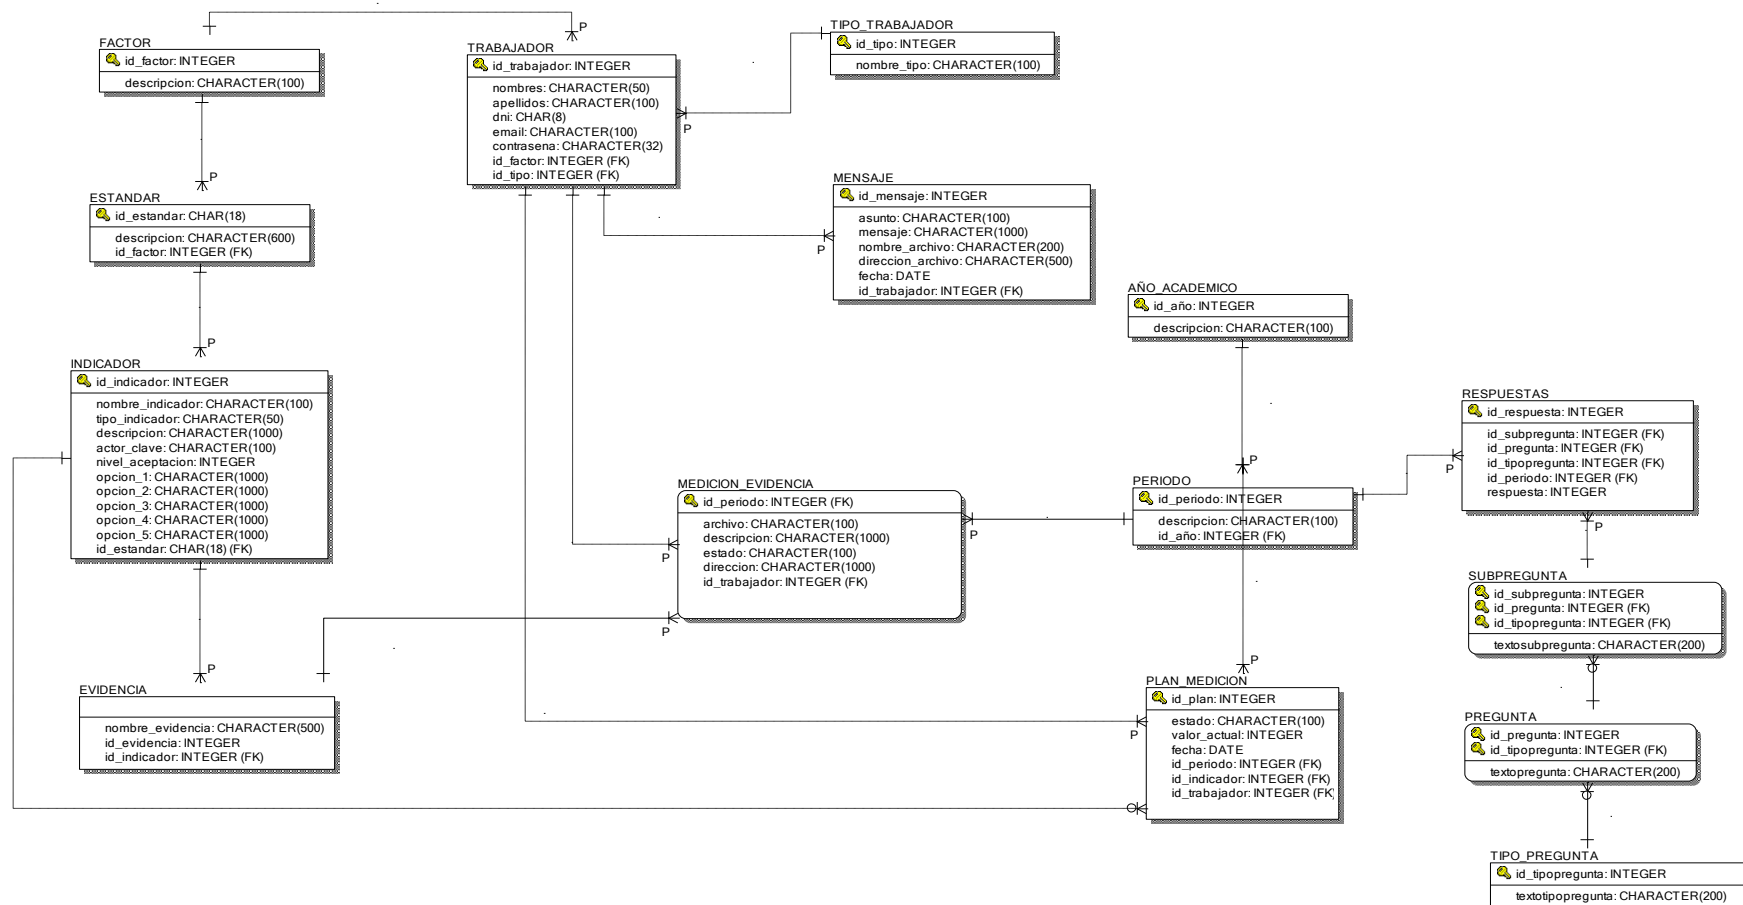 FACTOR
id_factor: INTEGER
descripcion: CHARACTER(100)
P
TRABAJADOR
id_trabajador: INTEGER
nombres: CHARACTER(50)
apellidos: CHARACTER(100)
dni: CHAR(8)
email: CHARACTER(100)
contrasena: CHARACTER(32)
id_factor: INTEGER (FK)
id_tipo: INTEGER (FK)
P
TIPO_TRABAJADOR
id_tipo: INTEGER
nombre_tipo: CHARACTER(100)
P
ESTANDAR
id_estandar: CHAR(18)
descripcion: CHARACTER(600)
id_factor: INTEGER (FK)
MENSAJE
id_mensaje: INTEGER
asunto: CHARACTER(100)
mensaje: CHARACTER(1000)
nombre_archivo: CHARACTER(200)
direccion_archivo: CHARACTER(500)
fecha: DATE
id_trabajador: INTEGER (FK)
P
AÑO_ACADEMICO
id_año: INTEGER
descripcion: CHARACTER(100)
P
INDICADOR
id_indicador: INTEGER
nombre_indicador: CHARACTER(100)
tipo_indicador: CHARACTER(50)
descripcion: CHARACTER(1000)
actor_clave: CHARACTER(100)
nivel_aceptacion: INTEGER
opcion_1: CHARACTER(1000)
opcion_2: CHARACTER(1000)
opcion_3: CHARACTER(1000)
opcion_4: CHARACTER(1000)
opcion_5: CHARACTER(1000)
id_estandar: CHAR(18) (FK)
RESPUESTAS
id_respuesta: INTEGER
id_subpregunta: INTEGER (FK)
id_pregunta: INTEGER (FK)
id_tipopregunta: INTEGER (FK)
id_periodo: INTEGER (FK)
respuesta: INTEGER
P
P
MEDICION_EVIDENCIA
id_periodo: INTEGER (FK)
archivo: CHARACTER(100)
descripcion: CHARACTER(1000)
estado: CHARACTER(100)
direccion: CHARACTER(1000)
id_trabajador: INTEGER (FK)
P
P
P
PERIODO
id_periodo: INTEGER
descripcion: CHARACTER(100)
id_año: INTEGER (FK)
P
SUBPREGUNTA
id_subpregunta: INTEGER
id_pregunta: INTEGER (FK)
id_tipopregunta: INTEGER (FK)
textosubpregunta: CHARACTER(200)
P
EVIDENCIA
nombre_evidencia: CHARACTER(500)
id_evidencia: INTEGER
id_indicador: INTEGER (FK)
P
PLAN_MEDICION
id_plan: INTEGER
estado: CHARACTER(100)
valor_actual: INTEGER
fecha: DATE
id_periodo: INTEGER (FK)
id_indicador: INTEGER (FK)
id_trabajador: INTEGER (FK)
P
P
PREGUNTA
id_pregunta: INTEGER
id_tipopregunta: INTEGER (FK)
textopregunta: CHARACTER(200)
TIPO_PREGUNTA
id_tipopregunta: INTEGER
textotipopregunta: CHARACTER(200)